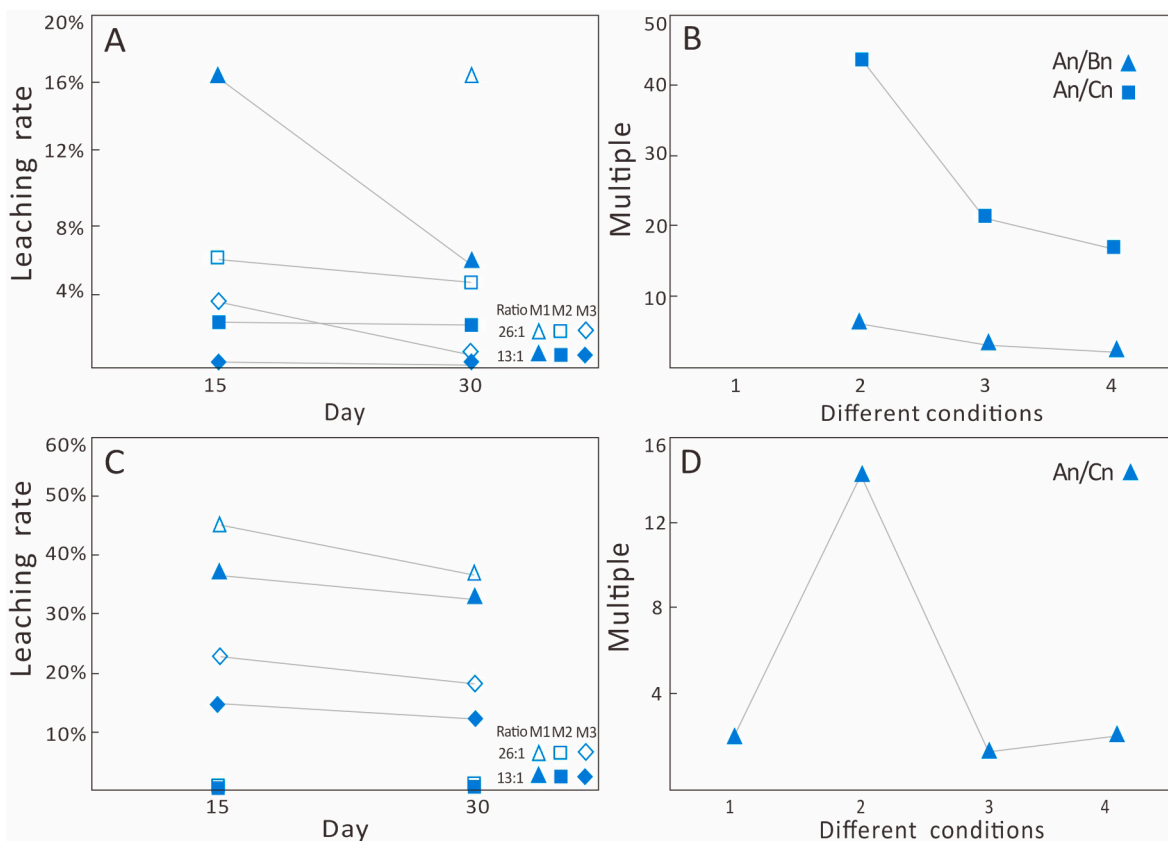 A
Leaching rate
20%
16%
12%
8%
4%
15 30
Day
Ratio M1 M2 M3
26:1
13:1
B
Multiple
50
40
30
20
10
1 2 3 4
Different conditions
An/Bn
An/Cn
C
Leaching rate
60%
50%
40%
30%
20%
10%
15 30
Day
Ratio M1 M2 M3
26:1
13:1
D
Multiple
16
12
8
4
1 2 3 4
Different conditions
An/Cn